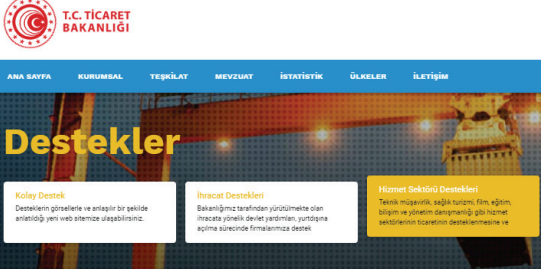 T.C. TİCARET
BAKANLIĞI
ANA SAYFA KURUMSAL TEŞKİLAT MEVZUAT İSTATİSTİK ÜLKELER İLETİŞİM
Destekler
Kolay Destek
Desteklerin görsellerle ve anlaşılır bir şekilde
anlatıldığı yeni web sitemize ulaşabilirsiniz.
İhracat Destekleri
Bakanlığımız tarafından yürütülmekte olan
ihracata yönelik devlet yardımları, yurtdışına
açılma sürecinde firmalarımıza destek
Hizmet Sektörü Destekleri
Teknik müşavirlik, sağlık turizmi, film, eğitim,
bilişim ve yönetim danışmanlığı gibi hizmet
sektörlerinin ticaretinin desteklenmesine ve